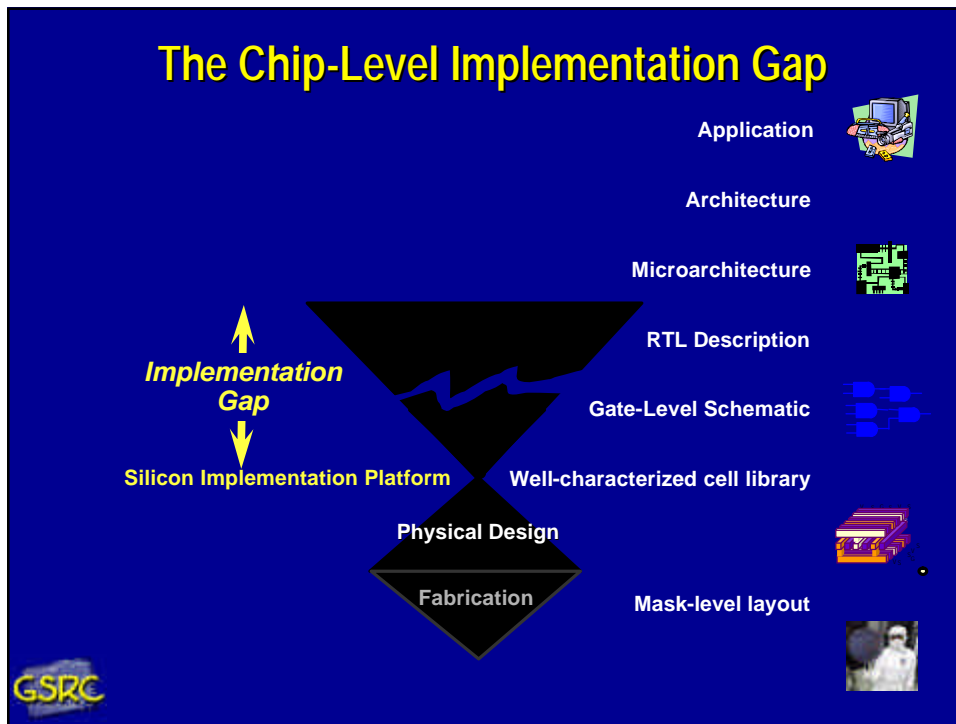 The Chip-Level Implementation Gap
Application
Architecture
Microarchitecture
RTL Description
Implementation
Gap
Gate-Level Schematic
Silicon Implementation Platform
Well-characterized cell library
Physical Design
Fabrication
Mask-level layout
GSRC